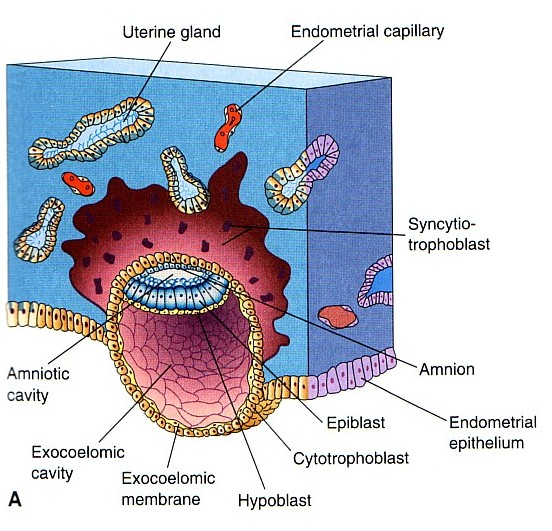 Uterine gland
Endometrial capillary
Syncytio-
trophoblast
Amnion
Amniotic
cavity
Epiblast
Endometrial
epithelium
Exocoelomic
cavity
Cytotrophoblast
Exocoelomic
membrane
Hypoblast
A